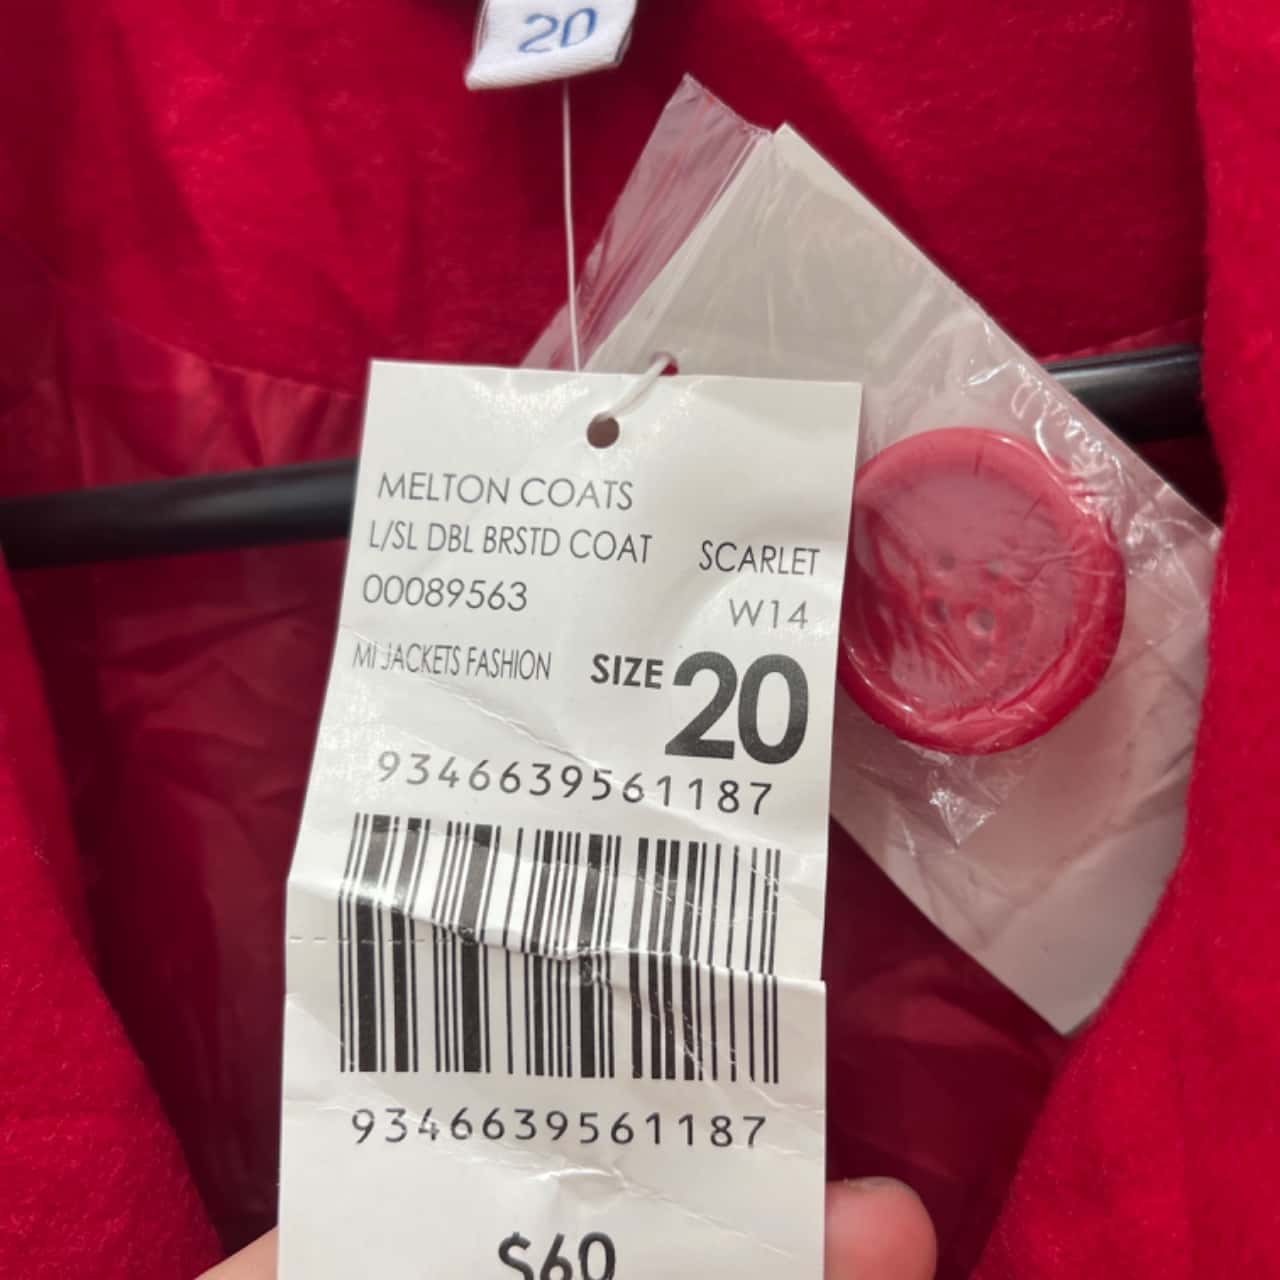 20
MELTON COATS
L/SL DBL BRSTD COAT SCARLET
00089563 W14
MI JACKETS FASHION SIZE 20
9346639561187
9346639561187
$60